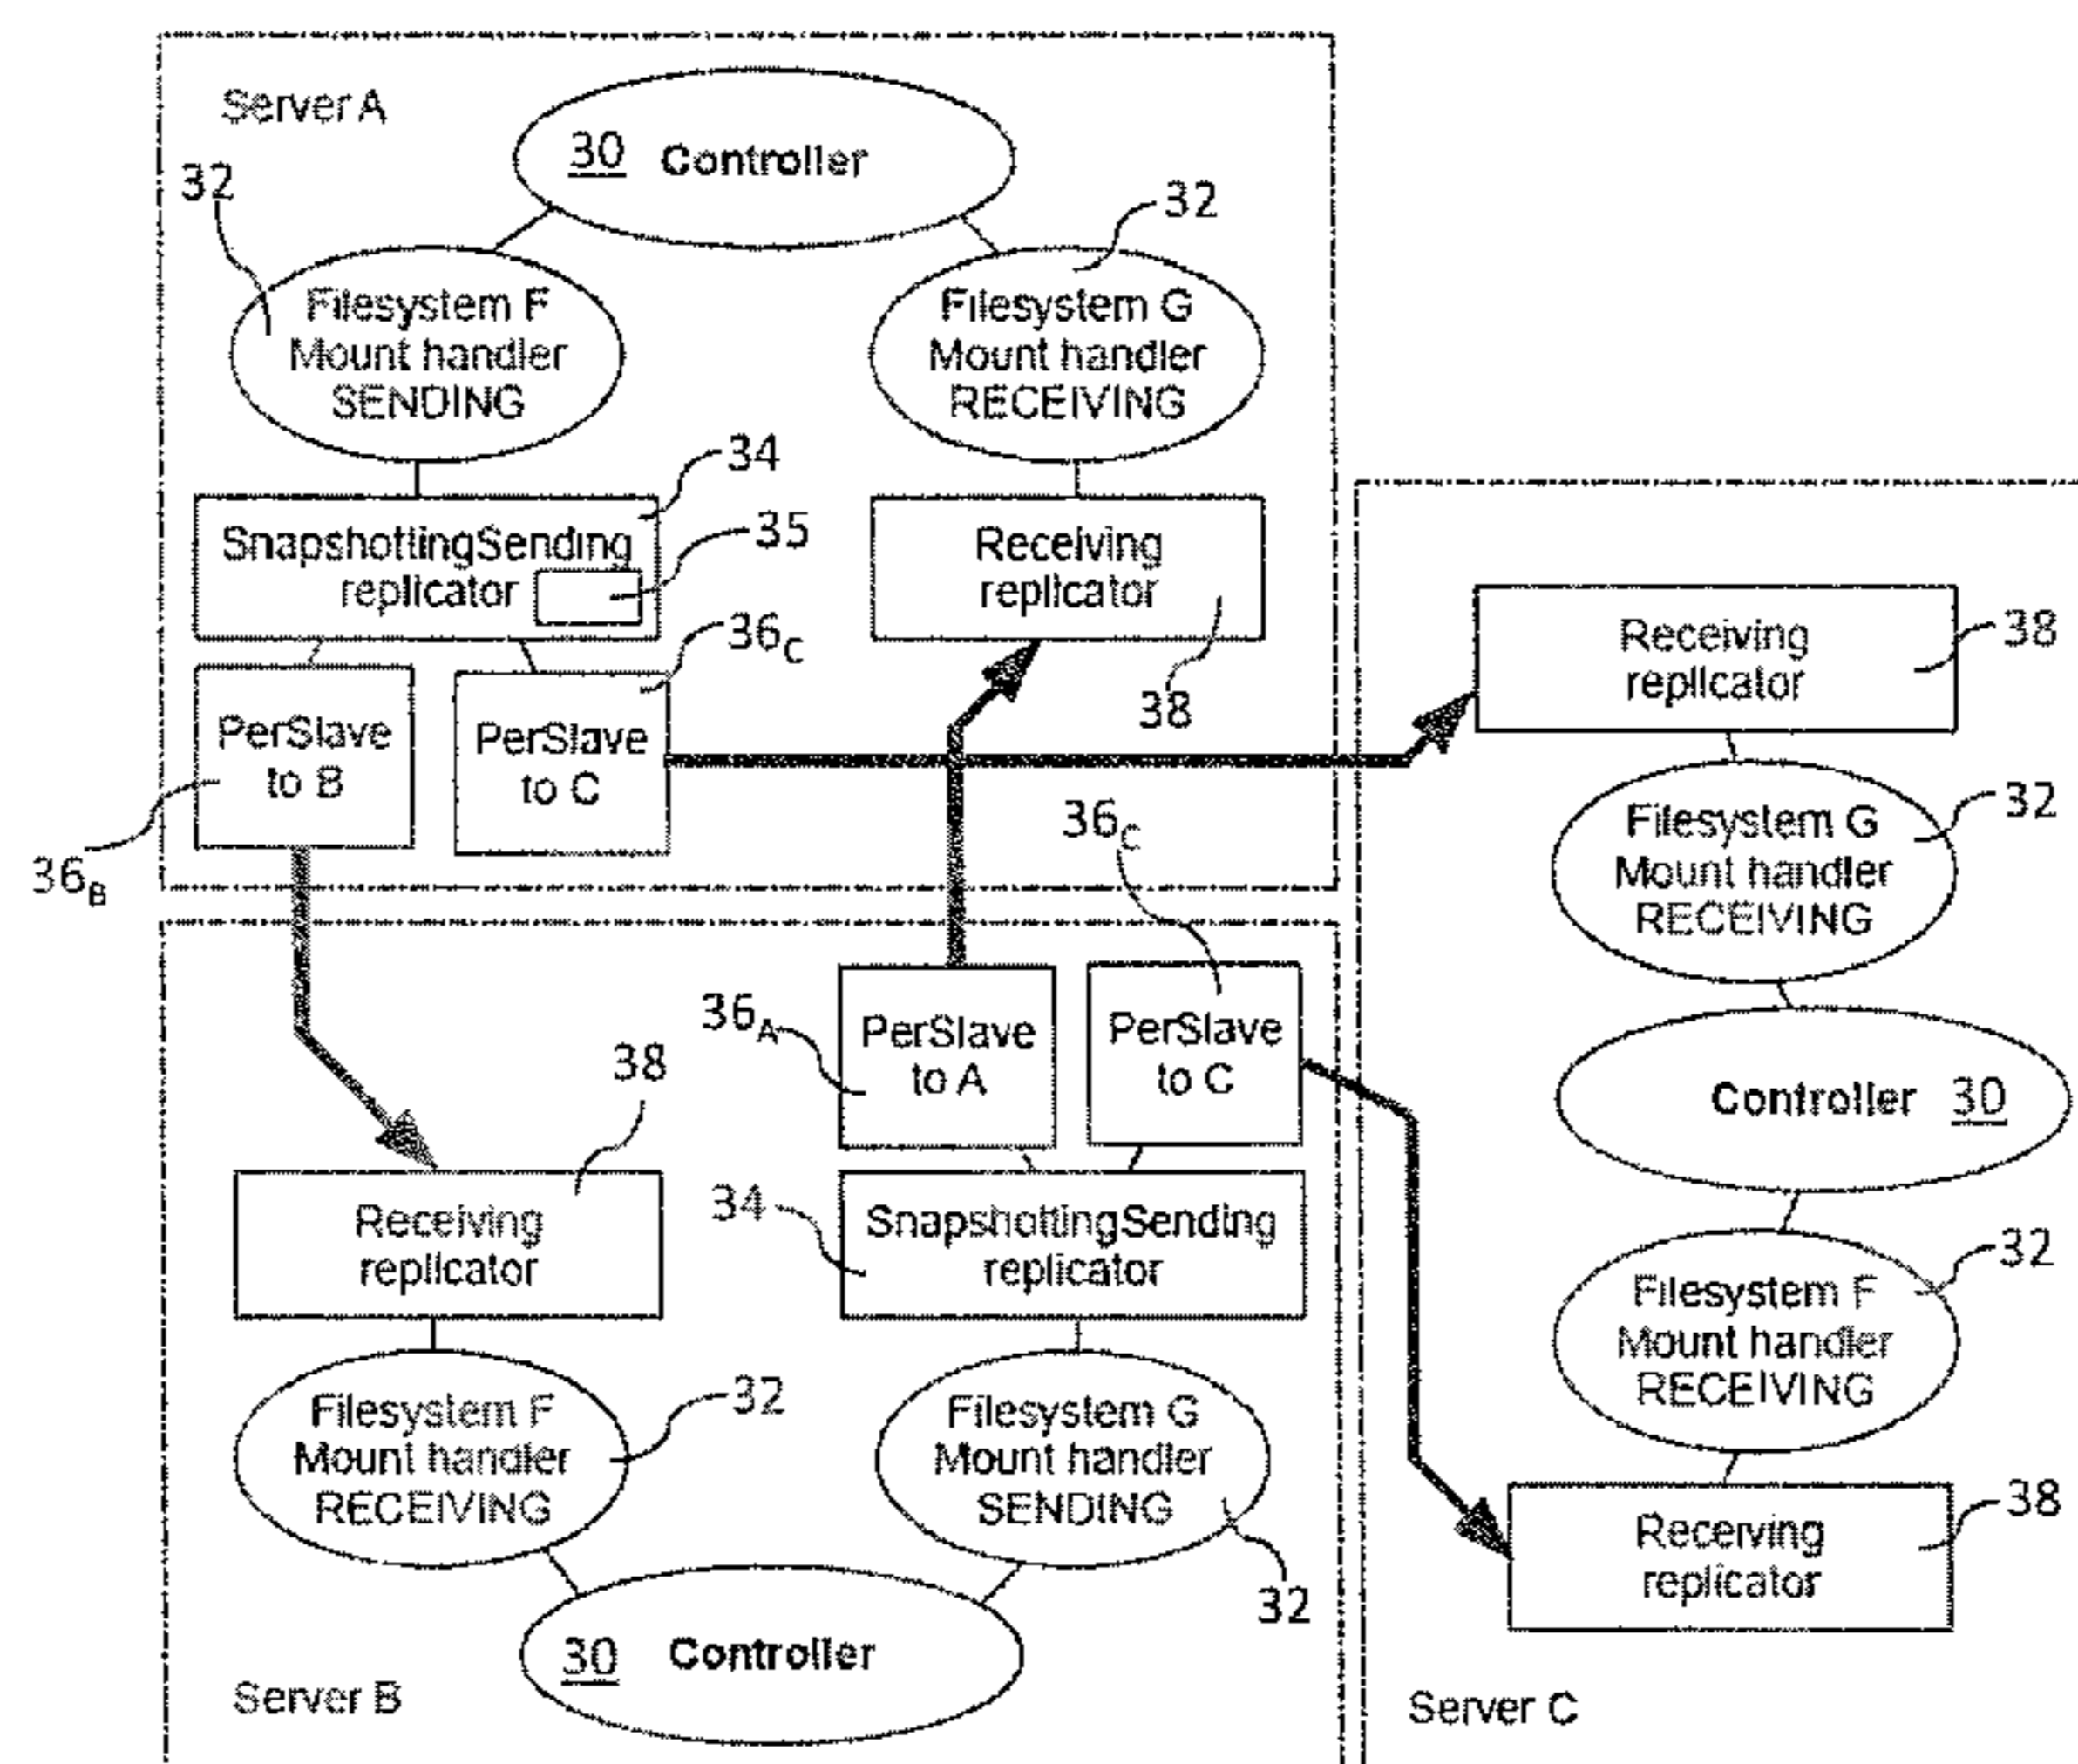 Server A
30 Controller
32
32
Filesystem F
Mount handler
SENDING
Filesystem G
Mount handler
RECEIVING
34
SnapshottingSending
replicator
35
Receiving
replicator
36C
38
PerSlave
to B
PerSlave
to C
36B
Receiving
replicator
38
Filesystem G
Mount handler
RECEIVING
32
Controller 30
Filesystem F
Mount handler
RECEIVING
32
Receiving
replicator
38
Server C
36C
36A
PerSlave
to A
PerSlave
to C
38
Receiving
replicator
34
SnapshottingSending
replicator
Filesystem F
Mount handler
RECEIVING
32
Filesystem G
Mount handler
SENDING
32
30 Controller
Server B